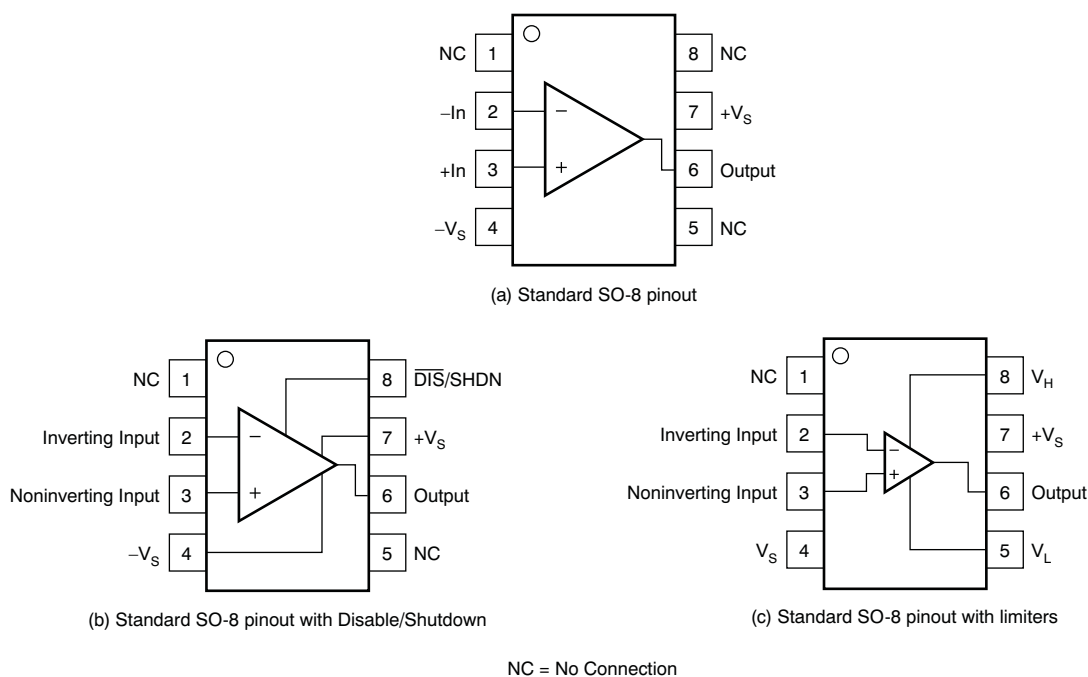 NC 1 8 NC
–In 2 – 7 +VS
+In 3 + 6 Output
–VS 4 5 NC
(a) Standard SO-8 pinout
NC 1 8 DIS/SHDN
Inverting Input 2 – 7 +VS
Noninverting Input 3 + 6 Output
–VS 4 5 NC
(b) Standard SO-8 pinout with Disable/Shutdown
NC 1 8 VH
Inverting Input 2 – 7 +VS
Noninverting Input 3 + 6 Output
VS 4 5 VL
(c) Standard SO-8 pinout with limiters
NC = No Connection